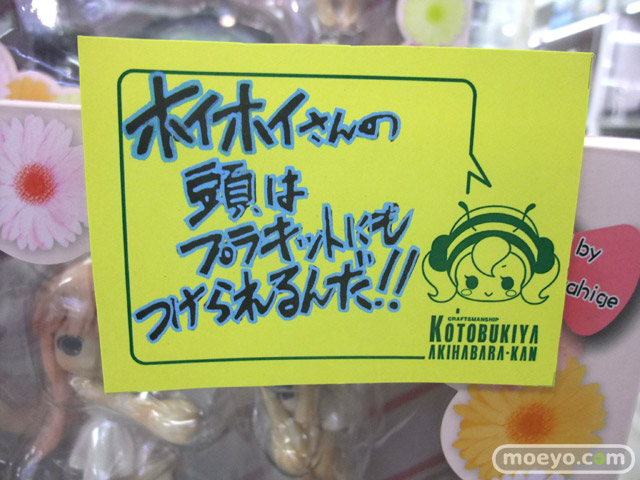 ホイホイさんの
頭は
プラキットにも
つけられるんだ!!
CRAFTSMANSHIP
KOTOBUKIYA
AKIHABARA-KAN
by
ahige
moeyo.com